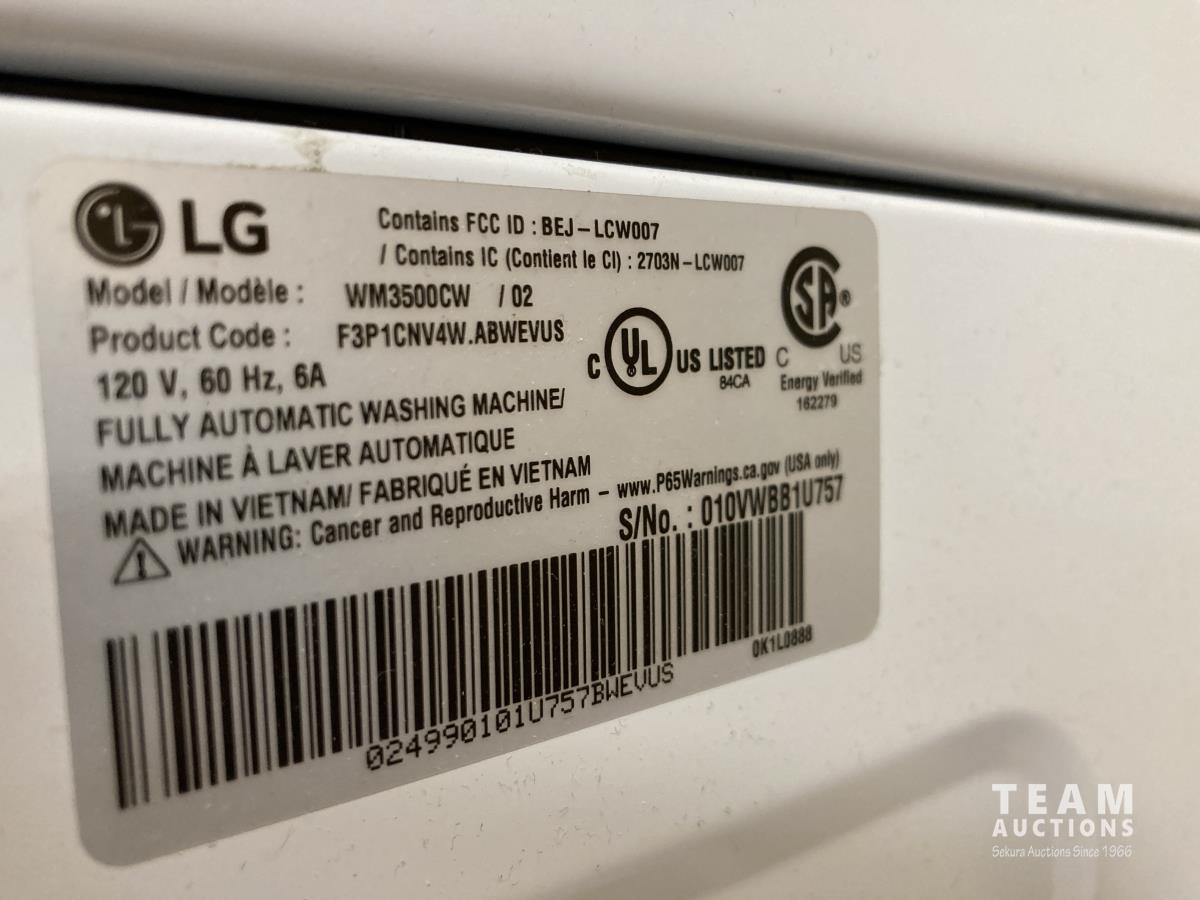 LG
Contains FCC ID : BEJ-LCW007
/ Contains IC (Contient le CI) : 2703N-LCW007
Model / Modèle : WM3500CW / 02
Product Code : F3P1CNV4W.ABWEVUS
120 V, 60 Hz, 6A
FULLY AUTOMATIC WASHING MACHINE/
MACHINE À LAVER AUTOMATIQUE
MADE IN VIETNAM/ FABRIQUÉ EN VIETNAM
C UL ® US LISTED
84CA
SA ®
C US
Energy Verified
162279
WARNING: Cancer and Reproductive Harm - www.P65Warnings.ca.gov (USA only)
S/No. : 010VWBB1U757
024990101U757BWEVUS
0K1L0888
TEAM
AUCTIONS
Sekura Auctions Since 1966